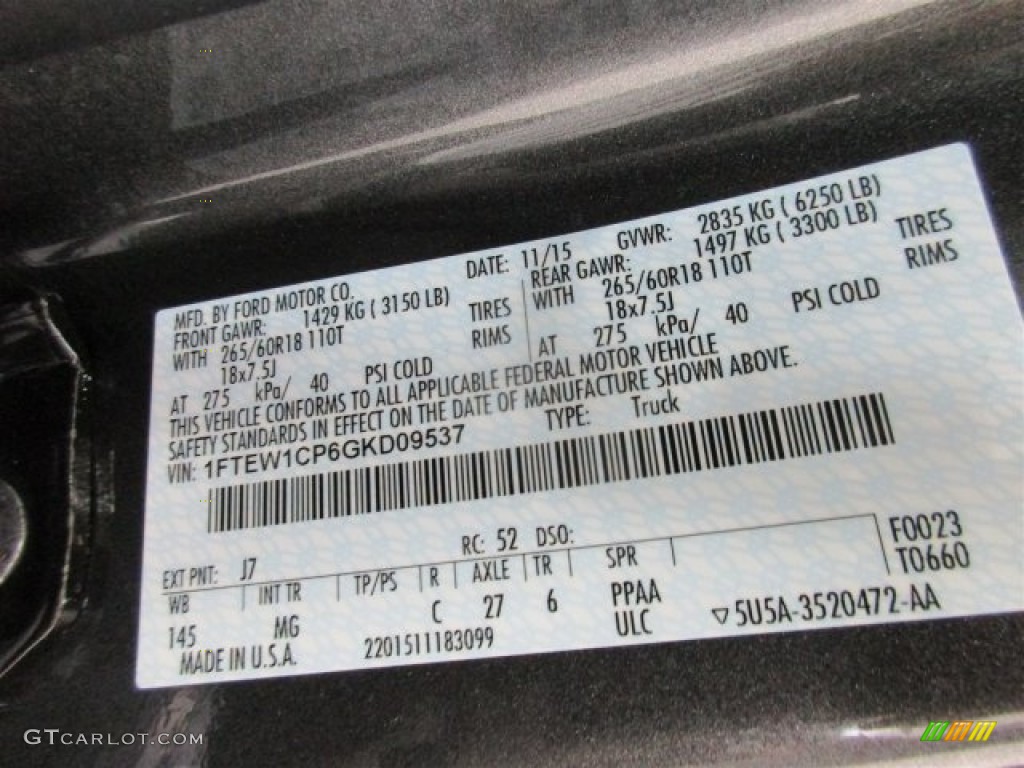 MFD. BY FORD MOTOR CO. DATE: 11/15 GVWR: 2835 KG ( 6250 LB)
FRONT GAWR: 1429 KG ( 3150 LB) REAR GAWR: 1497 KG ( 3300 LB)
WITH 265/60R18 110T TIRES WITH 265/60R18 110T TIRES
18x7.5J RIMS 18x7.5J RIMS
AT 275 kPa/ 40 PSI COLD AT 275 kPa/ 40 PSI COLD
THIS VEHICLE CONFORMS TO ALL APPLICABLE FEDERAL MOTOR VEHICLE
SAFETY STANDARDS IN EFFECT ON THE DATE OF MANUFACTURE SHOWN ABOVE.
VIN: 1FTEW1CP6GKD09537 TYPE: Truck
EXT PNT: J7 RC: 52 DSO: F0023
WB INT TR TP/PS R AXLE TR SPR T0660
145 MG C 27 6 PPAA
ULC ▽5U5A-3520472-AA
MADE IN U.S.A. 2201511183099
GTCARLOT.COM